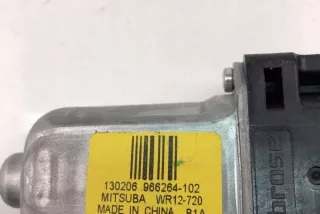 130206 966264-102
MITSUBA WR12-720
MADE IN CHINA B1A
brose